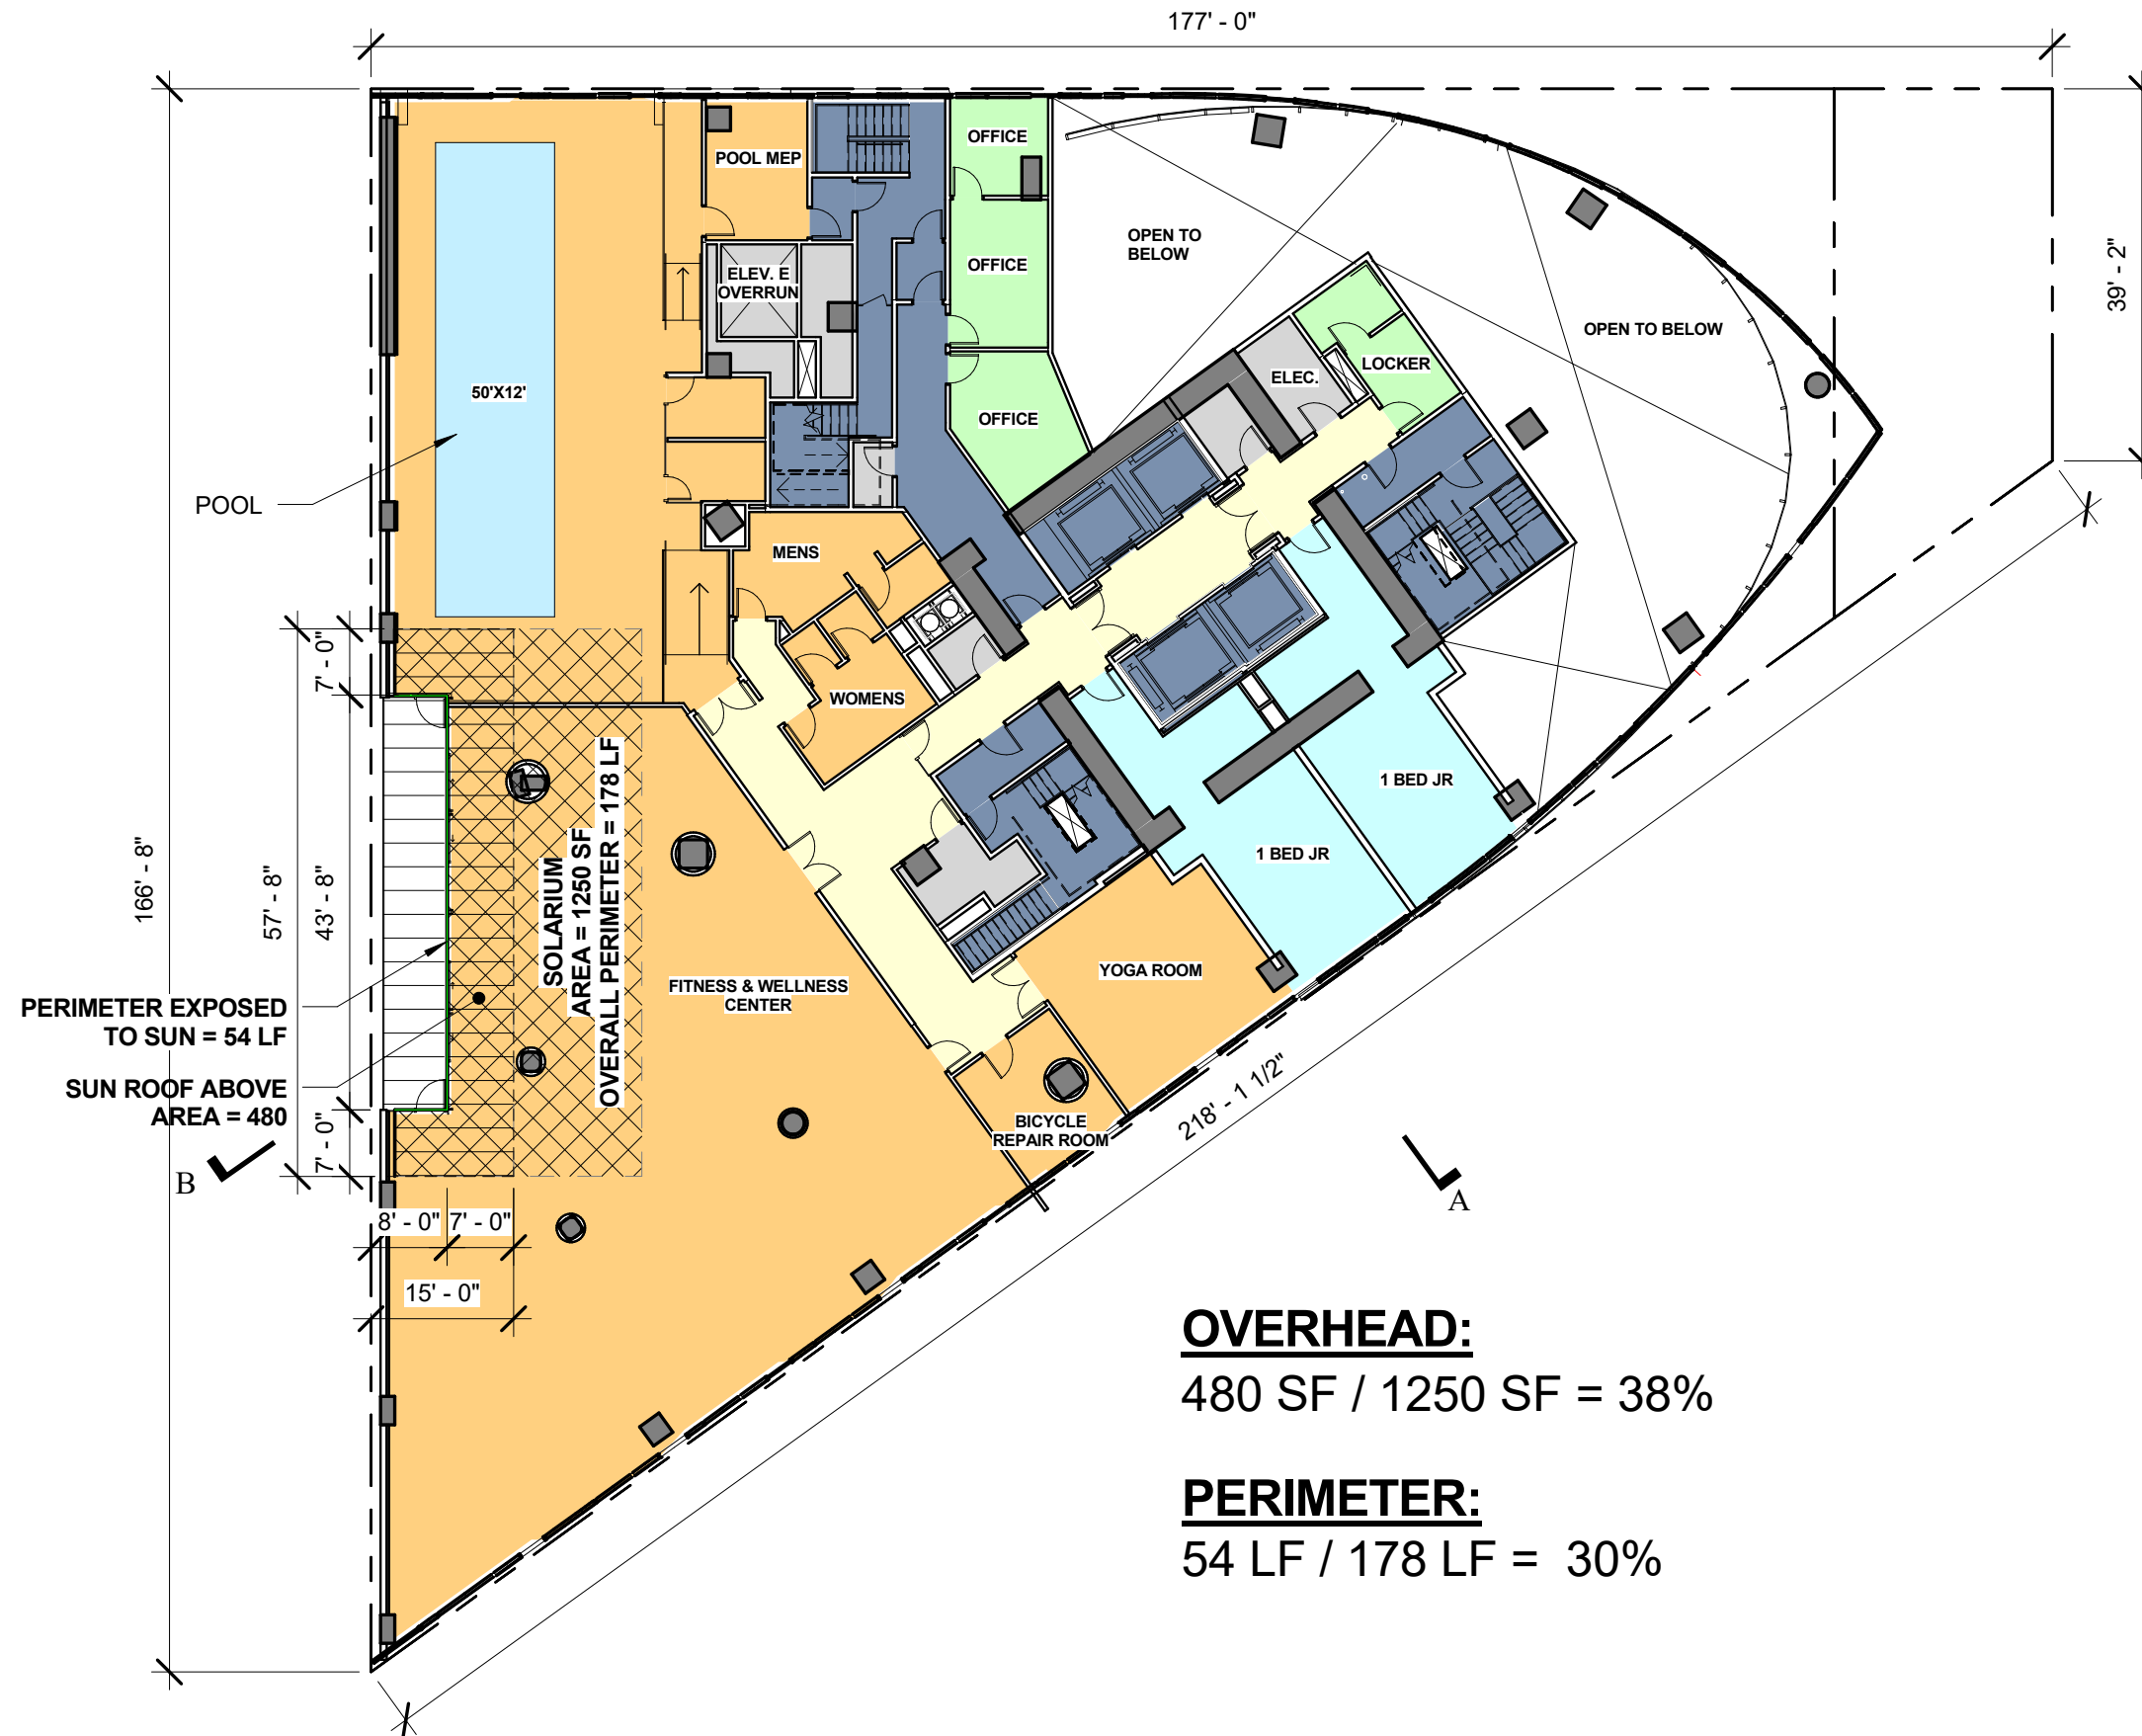 177' - 0"
39' - 2"
166' - 8"
POOL MEP
OFFICE
ELEV. E
OVERRUN
OFFICE
OPEN TO
BELOW
OPEN TO BELOW
LOCKER
ELEC.
50'X12'
OFFICE
POOL
MENS
WOMENS
7' - 0"
57' - 8"
43' - 8"
7' - 0"
SOLARIUM
AREA = 1250 SF
OVERALL PERIMETER = 178 LF
1 BED JR
1 BED JR
YOGA ROOM
FITNESS & WELLNESS
CENTER
PERIMETER EXPOSED
TO SUN = 54 LF
SUN ROOF ABOVE
AREA = 480
BICYCLE
REPAIR ROOM
218' - 1 1/2"
B
A
8' - 0"
7' - 0"
15' - 0"
OVERHEAD:
480 SF / 1250 SF = 38%
PERIMETER:
54 LF / 178 LF = 30%